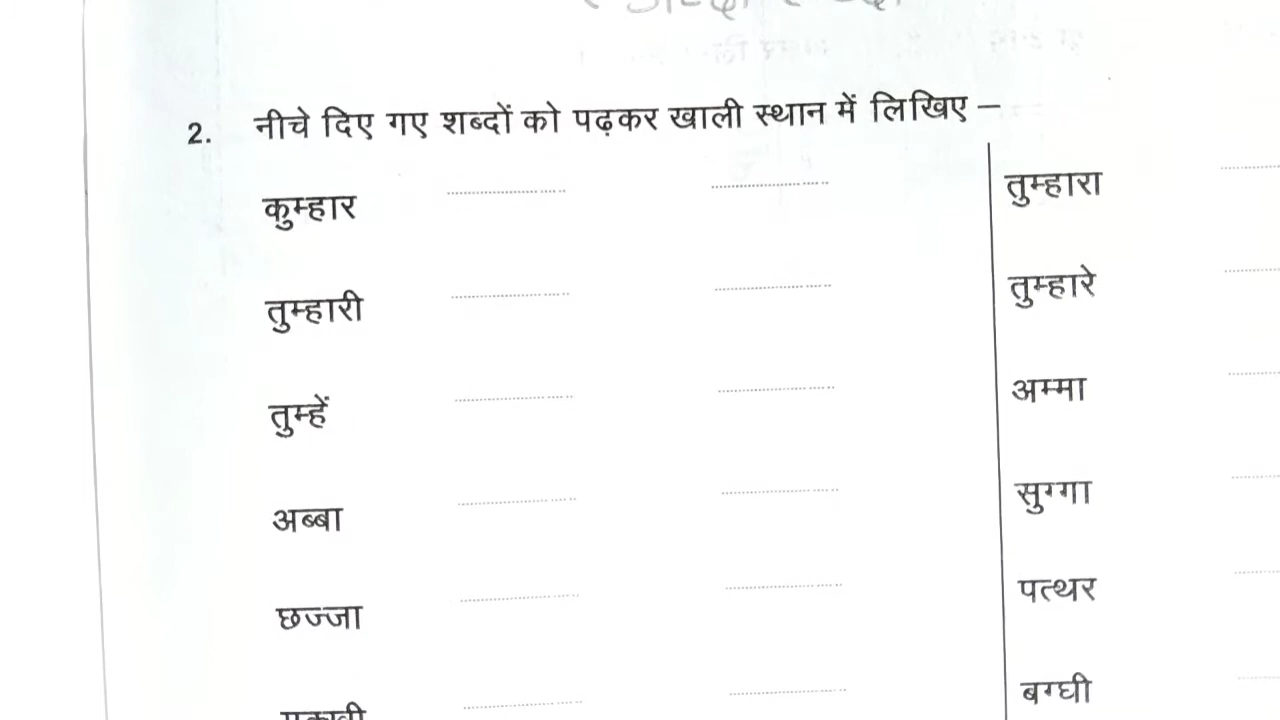 2. नीचे दिए गए शब्दों को पढ़कर खाली स्थान में लिखिए –
कुम्हार ........................ ........................ तुम्हारा ............
तुम्हारी ........................ ........................ तुम्हारे ............
तुम्हें ........................ ........................ अम्मा ............
अब्बा ........................ ........................ सुग्गा ............
छज्जा ........................ ........................ पत्थर ............
........................ ........................ बग्घी ............